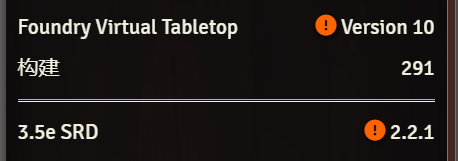 Foundry Virtual Tabletop Version 10
构建 291
3.5e SRD 2.2.1